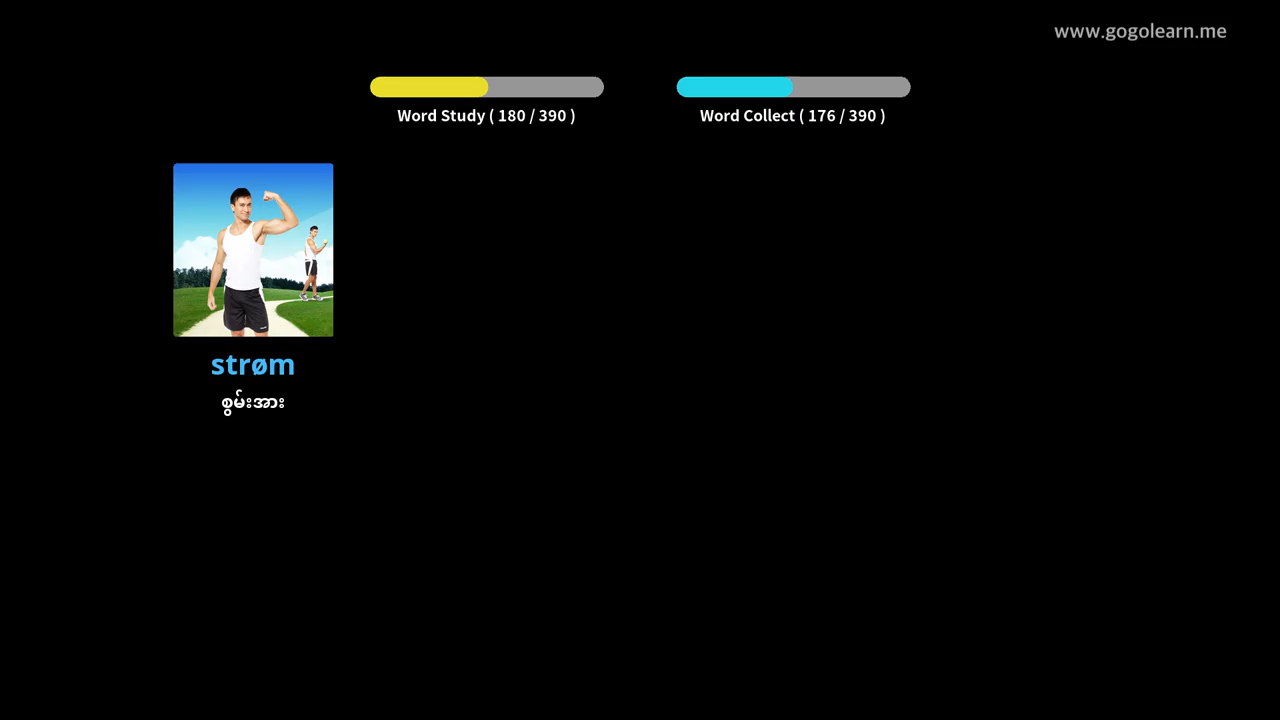 www.gogolearn.me
Word Study ( 180 / 390 )
Word Collect ( 176 / 390 )
strøm
စွမ်းအား